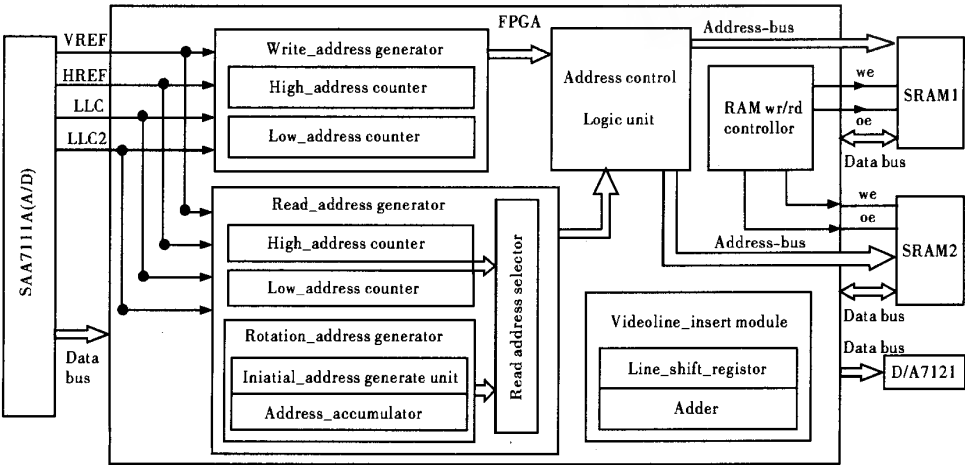 FPGA
SAA7111A(A/D)
VREF
HREF
LLC
LLC2
Data
bus
Write_address generator
High_address counter
Low_address counter
Read_address generator
High_address counter
Low_address counter
Rotation_address generator
Iniatial_address generate unit
Address_accumulator
Read address selector
Address control
Logic unit
RAM wr/rd
controllor
Address-bus
we
oe
Data bus
SRAM1
we
oe
Address-bus
Data bus
SRAM2
Videoline_insert module
Line_shift_registor
Adder
Data bus
D/A7121